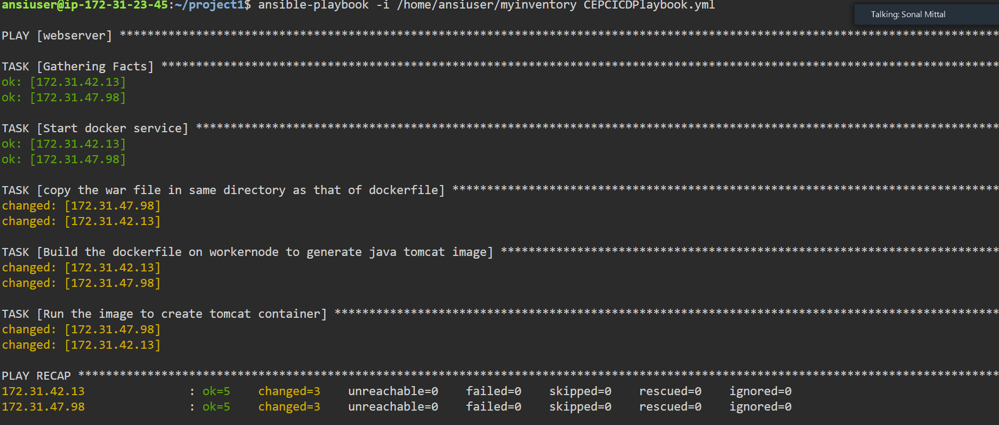 ansiuser@ip-172-31-23-45:~/project1$ ansible-playbook -i /home/ansiuser/myinventory CEPCICDPlaybook.yml
Talking: Sonal Mittal
PLAY [webserver] *******************************************************************************************************************************
TASK [Gathering Facts] *************************************************************************************************************************
ok: [172.31.42.13]
ok: [172.31.47.98]
TASK [Start docker service] ********************************************************************************************************************
ok: [172.31.42.13]
ok: [172.31.47.98]
TASK [copy the war file in same directory as that of dockerfile] *******************************************************************************
changed: [172.31.47.98]
changed: [172.31.42.13]
TASK [Build the dockerfile on workernode to generate java tomcat image] ************************************************************************
changed: [172.31.42.13]
changed: [172.31.47.98]
TASK [Run the image to create tomcat container] ************************************************************************************************
changed: [172.31.47.98]
changed: [172.31.42.13]
PLAY RECAP *************************************************************************************************************************************
172.31.42.13 : ok=5 changed=3 unreachable=0 failed=0 skipped=0 rescued=0 ignored=0
172.31.47.98 : ok=5 changed=3 unreachable=0 failed=0 skipped=0 rescued=0 ignored=0